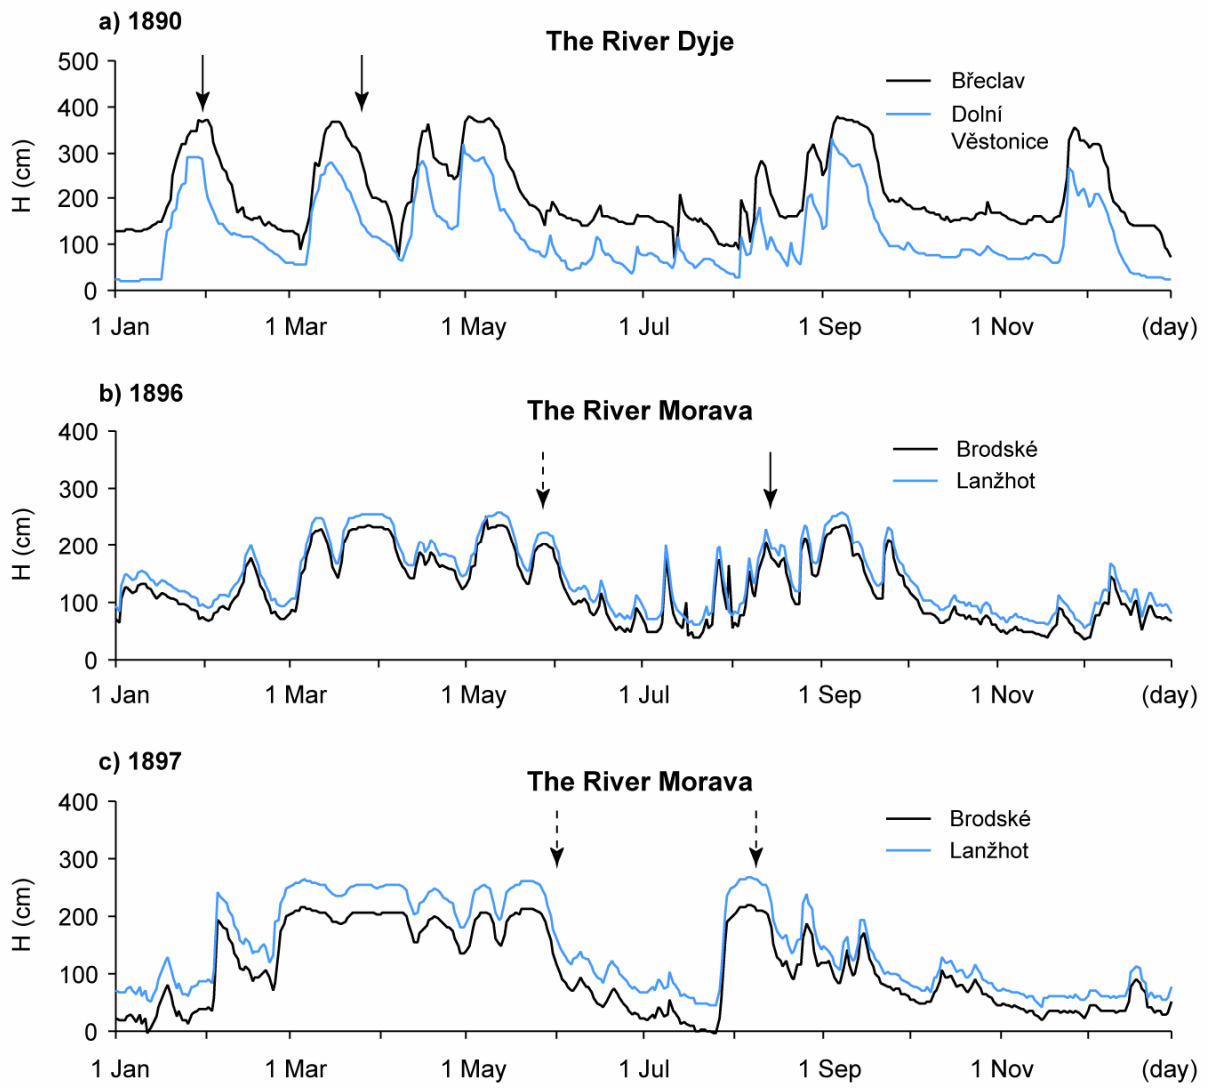 a) 1890
The River Dyje
500
400
300
200
100
0
H (cm)
Břeclav
Dolní
Věstonice
1 Jan
1 Mar
1 May
1 Jul
1 Sep
1 Nov
(day)
b) 1896
The River Morava
400
300
200
100
0
H (cm)
Brodské
Lanžhot
1 Jan
1 Mar
1 May
1 Jul
1 Sep
1 Nov
(day)
c) 1897
The River Morava
400
300
200
100
0
H (cm)
Brodské
Lanžhot
1 Jan
1 Mar
1 May
1 Jul
1 Sep
1 Nov
(day)